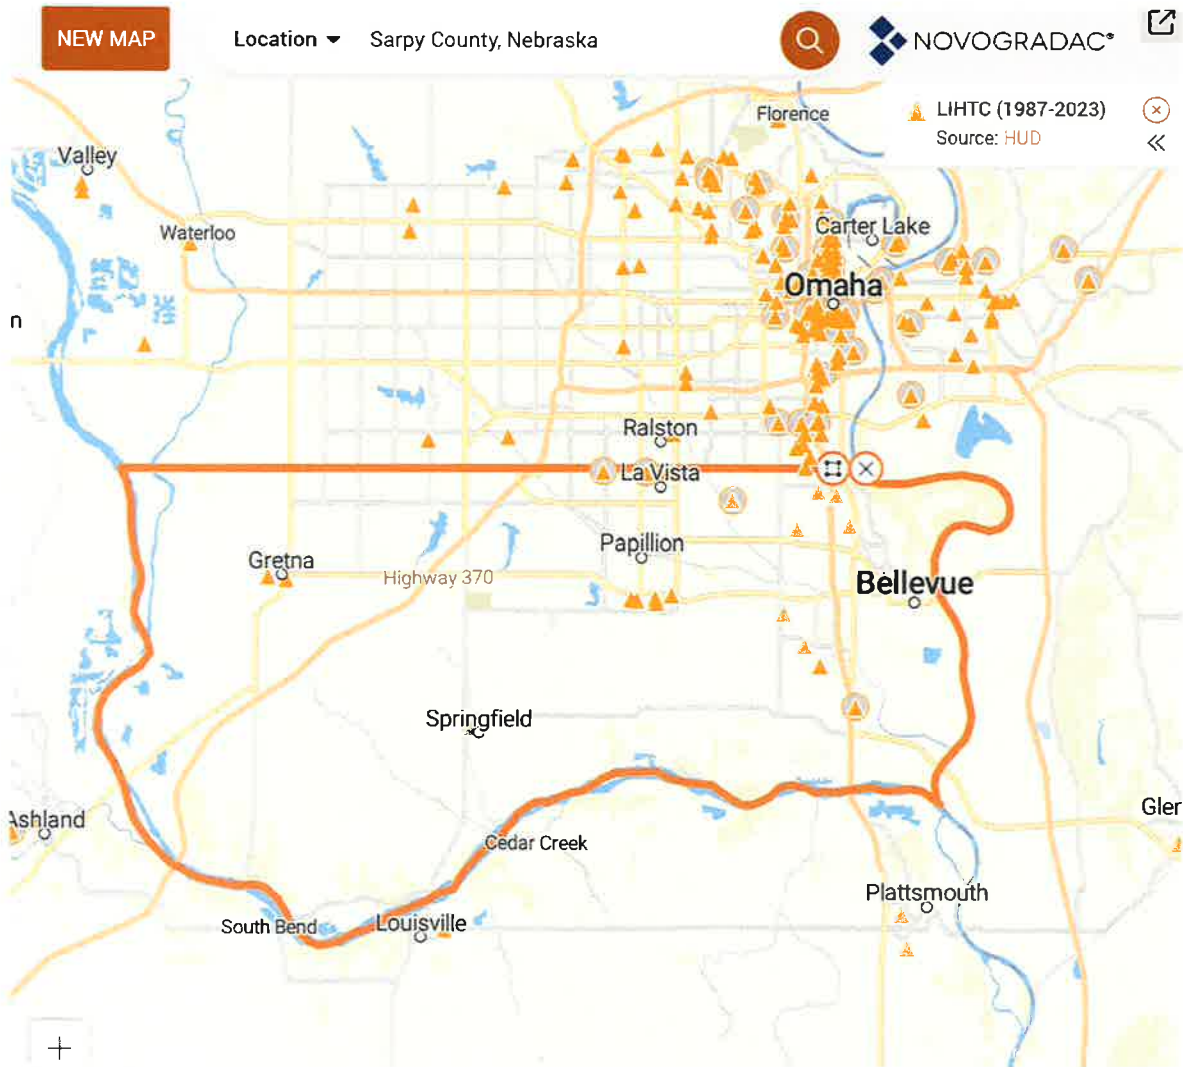 NEW MAP
Location
Sarpy County, Nebraska
NOVOGRADAC®
LIHTC (1987-2023)
Source: HUD
Florence
Valley
Waterloo
Carter Lake
Omaha
n
Ralston
La Vista
Papillion
Gretna
Highway 370
Bellevue
Springfield
Ashland
Gler
Cedar Creek
Plattsmouth
South Bend
Louisville